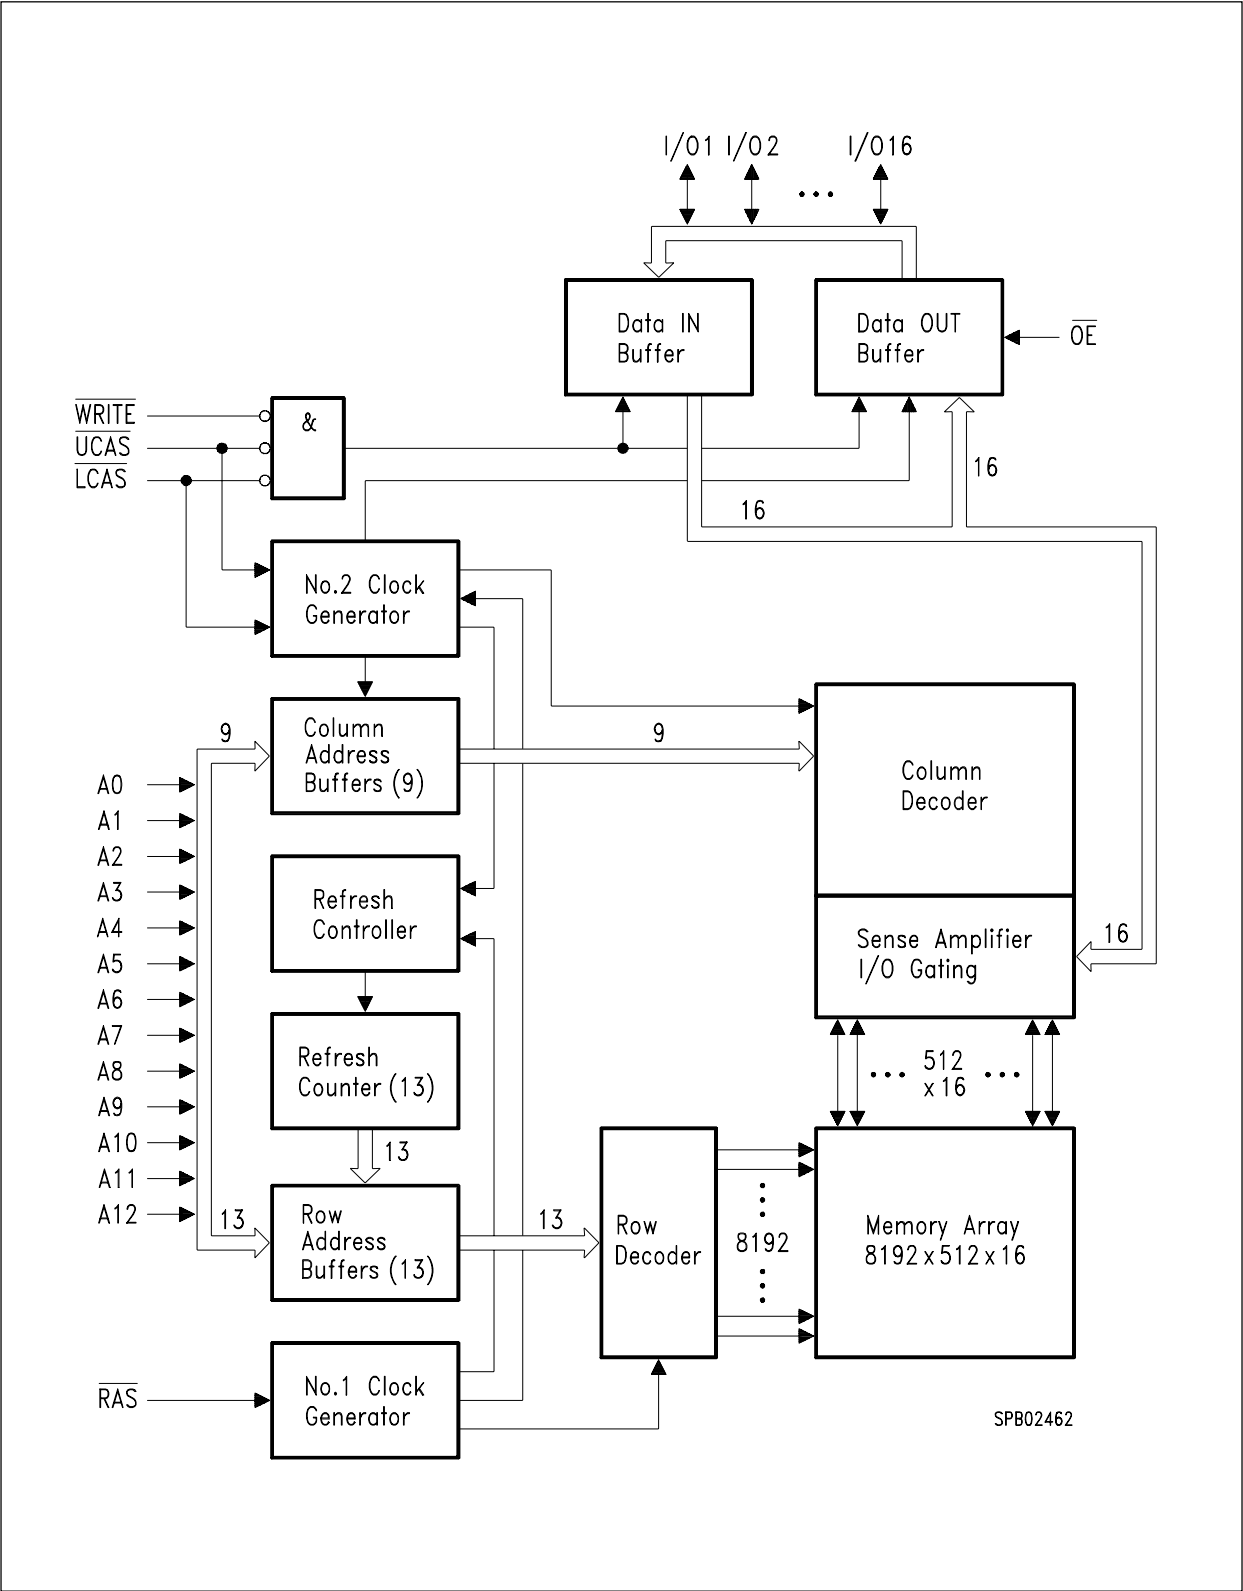 I/O1 I/O2 I/O16
Data IN
Buffer
Data OUT
Buffer
OE
WRITE
UCAS
LCAS
&
16
16
No.2 Clock
Generator
Column
Address
Buffers (9)
9
9
A0
A1
A2
A3
A4
A5
A6
A7
A8
A9
A10
A11
A12
Column
Decoder
Refresh
Controller
Sense Amplifier
I/O Gating
16
Refresh
Counter (13)
13
... 512 ...
x 16
Row
Address
Buffers (13)
13
13
Row
Decoder
8192
Memory Array
8192 x 512 x 16
RAS
No.1 Clock
Generator
SPB02462